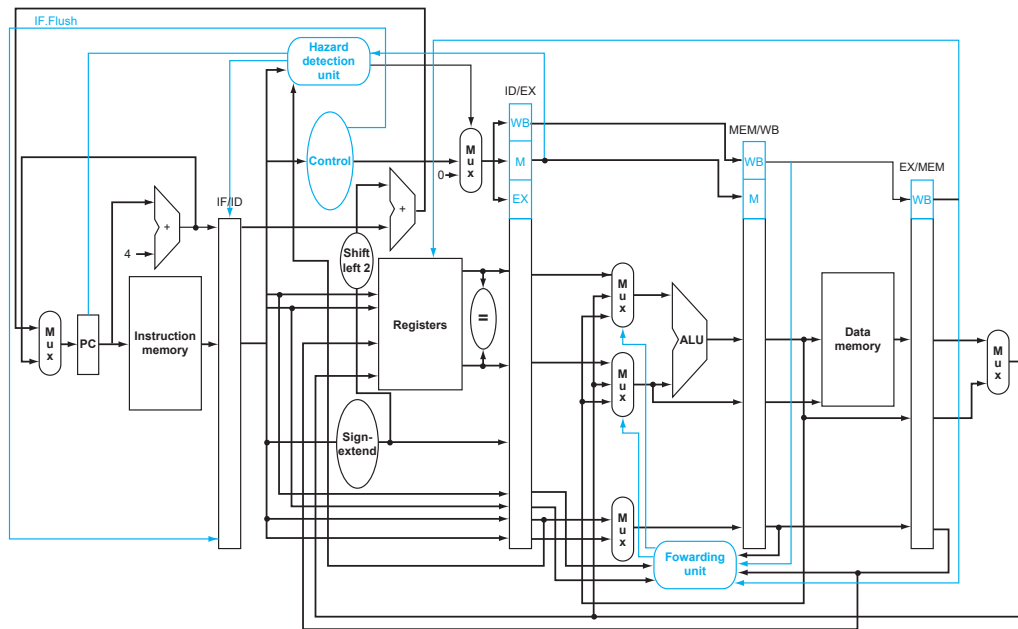 IF.Flush
Hazard
detection
unit
ID/EX
WB
MEM/WB
Control
M
u
x
M
WB
EX/MEM
0
EX
M
WB
IF/ID
+
+
4
Shift
left 2
M
u
x
PC
Instruction
memory
Registers
=
M
u
x
ALU
Data
memory
M
u
x
M
u
x
Sign-
extend
M
u
x
Fowarding
unit